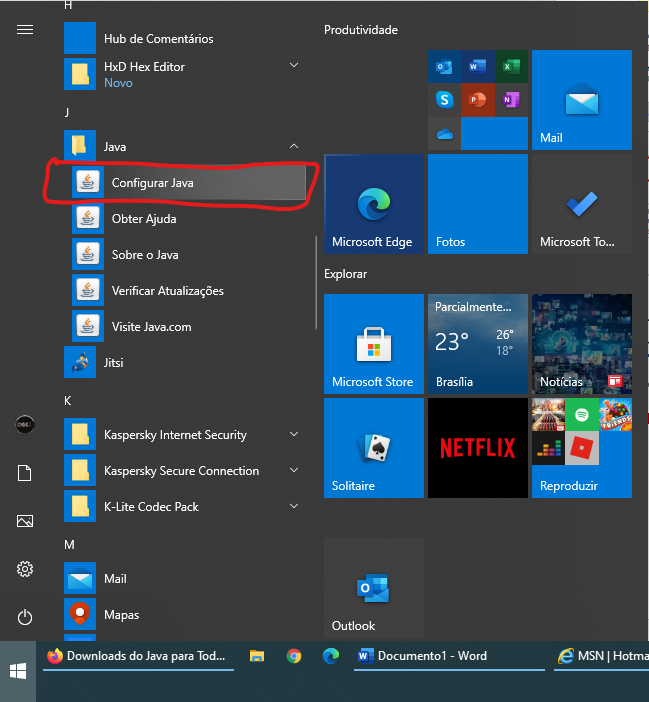 H
Hub de Comentários
HxD Hex Editor
Novo
J
Java
Configurar Java
Obter Ajuda
Sobre o Java
Verificar Atualizações
Visite Java.com
Jitsi
K
Kaspersky Internet Security
Kaspersky Secure Connection
K-Lite Codec Pack
M
Mail
Mapas
DELL
Produtividade
Mail
Microsoft Edge
Fotos
Microsoft To...
Explorar
Microsoft Store
Parcialmente...
23°
26°
18°
Brasília
Notícias
Solitaire
NETFLIX
FRIENDS
Reproduzir
Outlook
Downloads do Java para Tod...
Documento1 - Word
MSN | Hotma